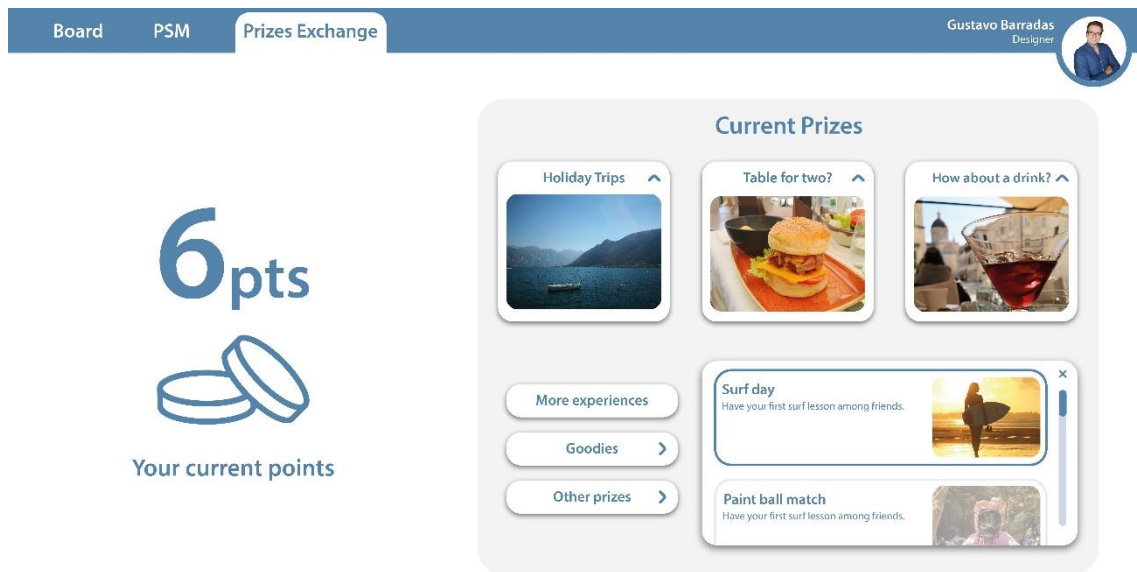 Board
PSM
Prizes Exchange
Gustavo Barradas
Designer
6pts
Your current points
Current Prizes
Holiday Trips
Table for two?
How about a drink?
More experiences
Goodies
Other prizes
Surf day
Have your first surf lesson among friends.
Paint ball match
Have your first surf lesson among friends.